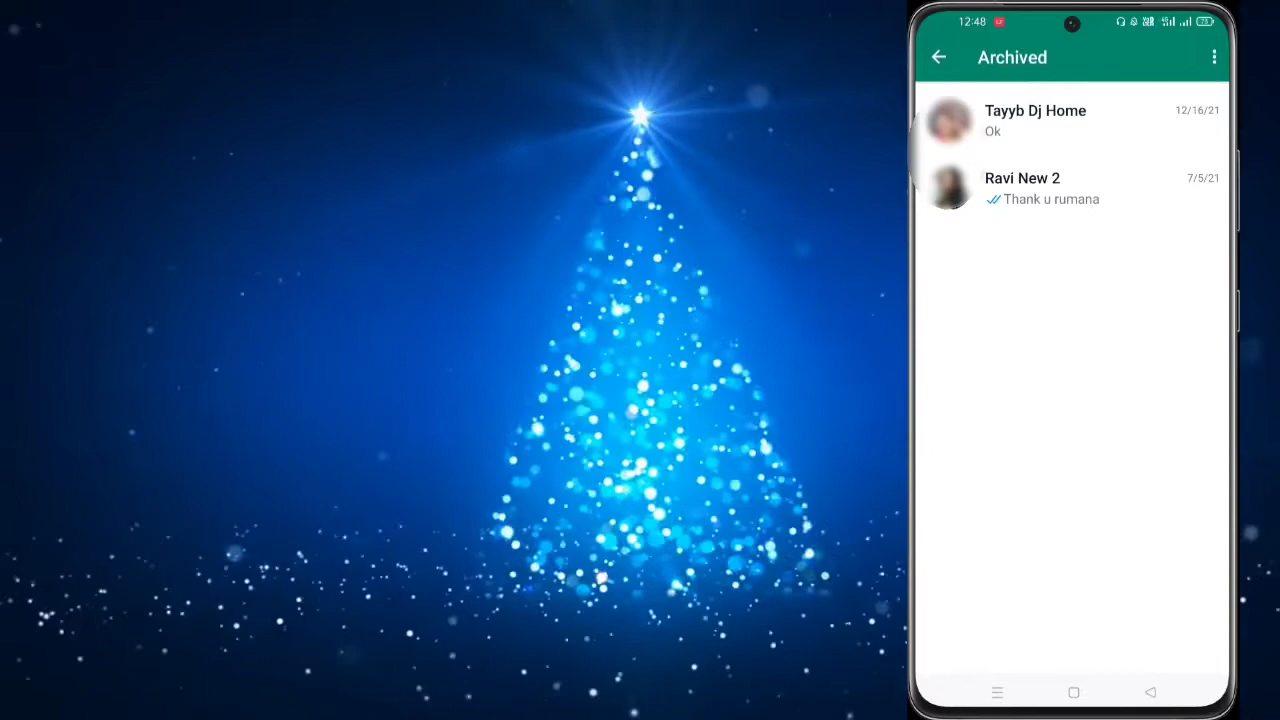 12:48
Archived
Tayyb Dj Home 12/16/21
Ok
Ravi New 2 7/5/21
Thank u rumana